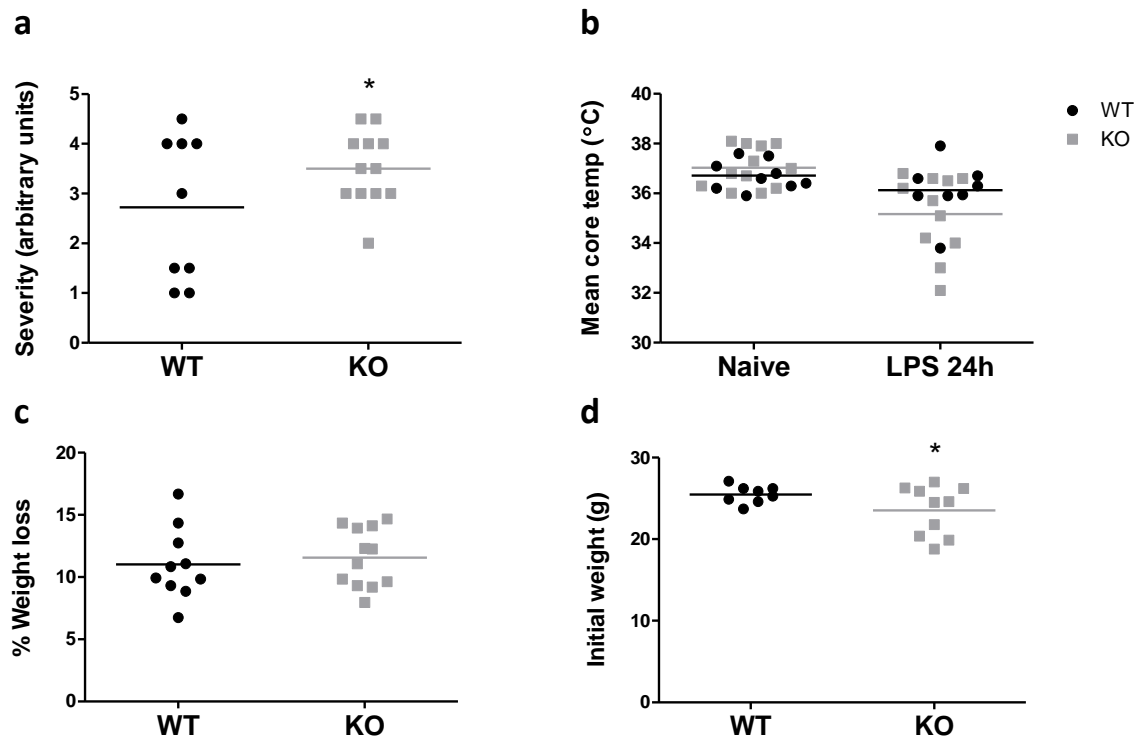 a
Severity (arbitrary units)
5
4
3
2
1
0
*
WT
KO
b
Mean core temp (°C)
40
38
36
34
32
30
Naive
LPS 24h
WT
KO
c
% Weight loss
20
15
10
5
0
WT
KO
d
Initial weight (g)
30
20
10
0
*
WT
KO